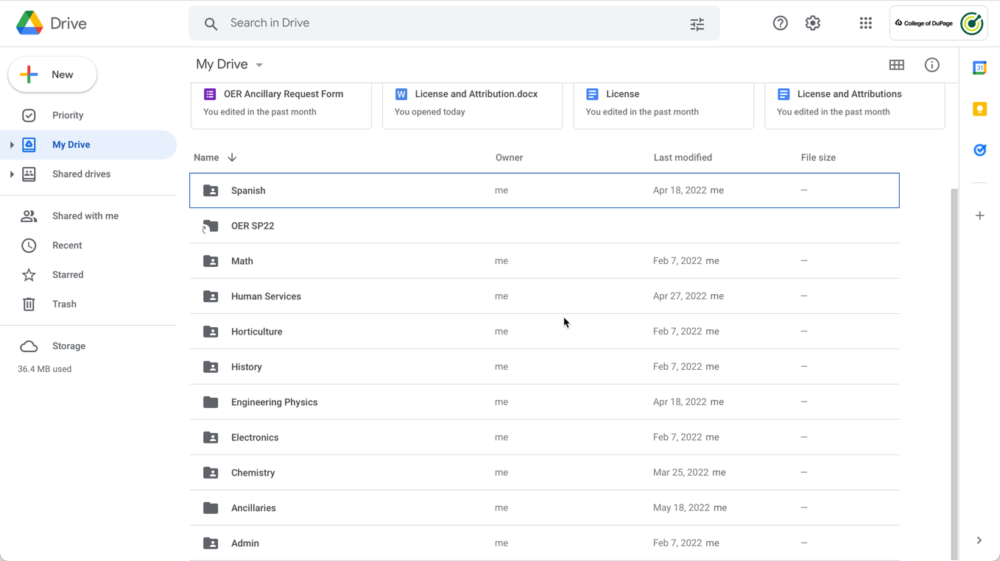 Drive
Search in Drive
College of DuPage
New
Priority
My Drive
Shared drives
Shared with me
Recent
Starred
Trash
Storage
36.4 MB used
My Drive
OER Ancillary Request Form
You edited in the past month
W License and Attribution.docx
You opened today
License
You edited in the past month
License and Attributions
You edited in the past month
Name Owner Last modified File size
Spanish me Apr 18, 2022 me —
OER SP22
Math me Feb 7, 2022 me —
Human Services me Apr 27, 2022 me —
Horticulture me Feb 7, 2022 me —
History me Feb 7, 2022 me —
Engineering Physics me Apr 18, 2022 me —
Electronics me Feb 7, 2022 me —
Chemistry me Mar 25, 2022 me —
Ancillaries me May 18, 2022 me —
Admin me Feb 7, 2022 me —
31